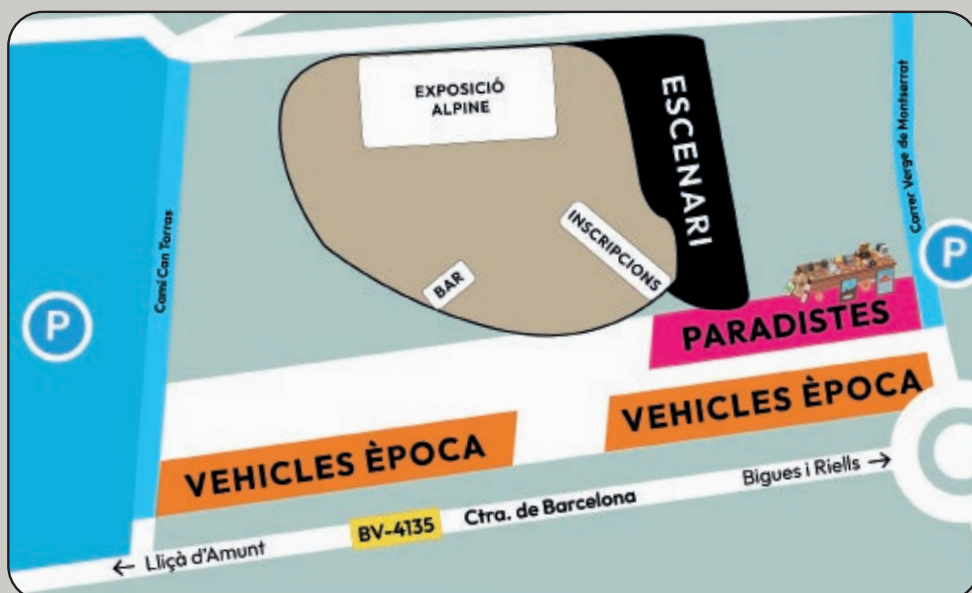 EXPOSICIÓ
ALPINE
ESCENARI
Carrer Verge de Montserrat
Camí Can Torras
INSCRIPCIONS
BAR
P
P
PARADISTES
VEHICLES ÈPOCA
VEHICLES ÈPOCA
Bigues i Riells →
BV-4135 Ctra. de Barcelona
← Lliçà d'Amunt